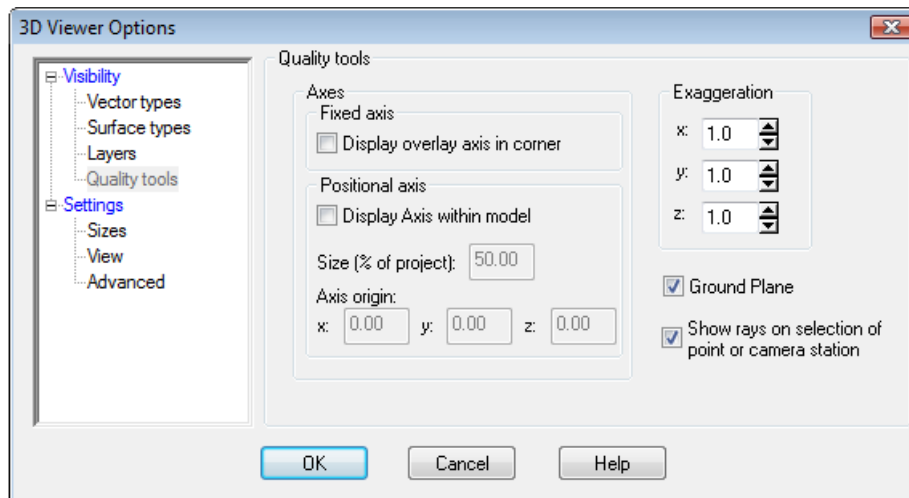 3D Viewer Options
Visibility
Vector types
Surface types
Layers
Quality tools
Settings
Sizes
View
Advanced
Quality tools
Axes
Fixed axis
Display overlay axis in corner
Positional axis
Display Axis within model
Size (% of project): 50.00
Axis origin:
x: 0.00 y: 0.00 z: 0.00
Exaggeration
x: 1.0
y: 1.0
z: 1.0
Ground Plane
Show rays on selection of
point or camera station
OK Cancel Help